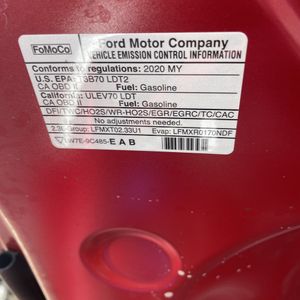 FoMoCo
Ford Motor Company
VEHICLE EMISSION CONTROL INFORMATION
Conforms to regulations: 2020 MY
U.S. EPA: T3B70 LDT2
CA OBD II Fuel: Gasoline
California: ULEV70 LDT
CA OBD II Fuel: Gasoline
DFI/TWC/HO2S/WR-HO2S/EGR/EGRC/TC/CAC
No adjustments needed.
2.3L-Group: LFMXT02.33U1 Evap: LFMXR0170NDF
LW7E-9C485-E A B